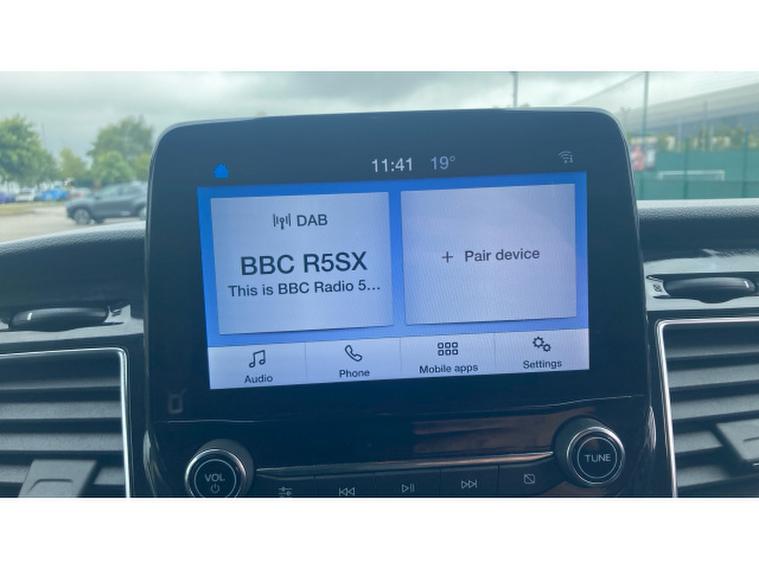 11:41 19°
DAB
BBC R5SX
This is BBC Radio 5...
+ Pair device
Audio
Phone
Mobile apps
Settings
VOL
TUNE